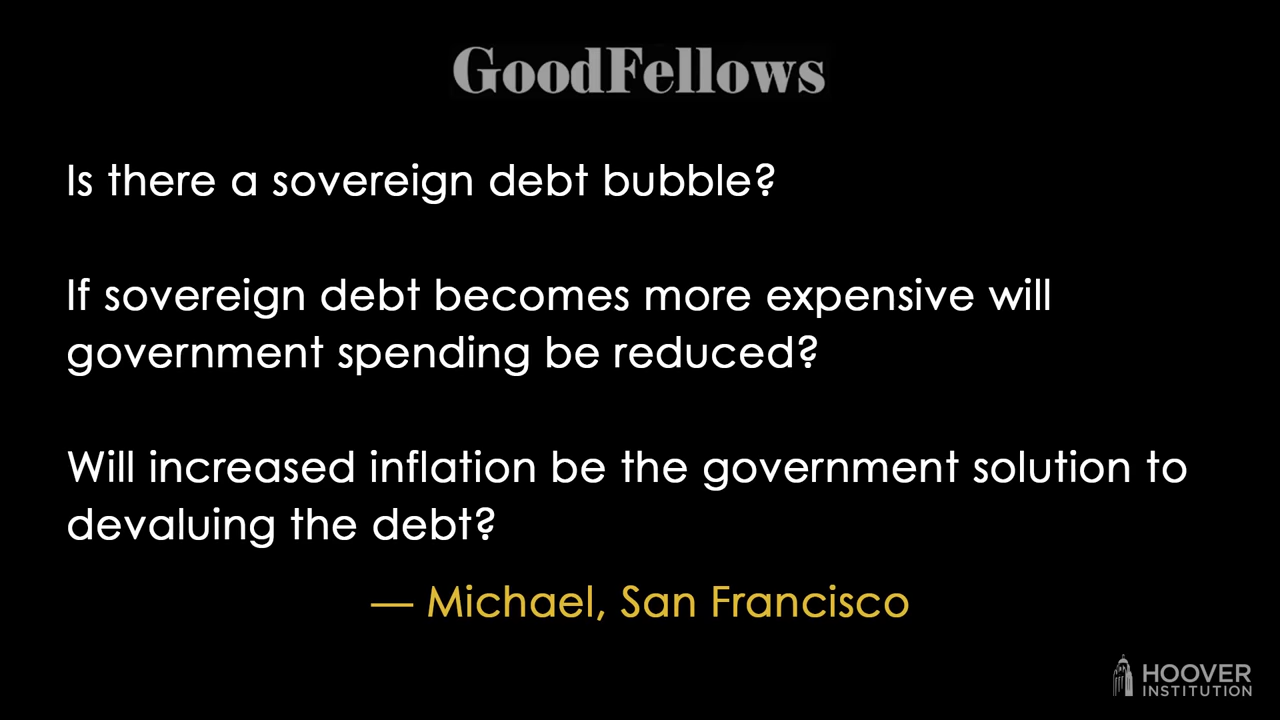 GoodFellows
Is there a sovereign debt bubble?
If sovereign debt becomes more expensive will
government spending be reduced?
Will increased inflation be the government solution to
devaluing the debt?
— Michael, San Francisco
HOOVER
INSTITUTION